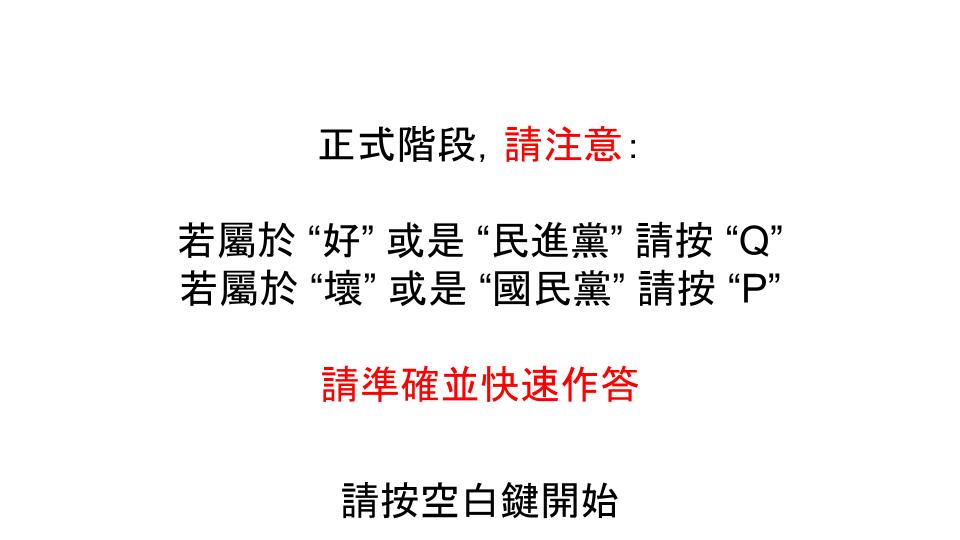 正式階段, 請注意:
若屬於 “好” 或是 “民進黨” 請按 “Q”
若屬於 “壞” 或是 “國民黨” 請按 “P”
請準確並快速作答
請按空白鍵開始